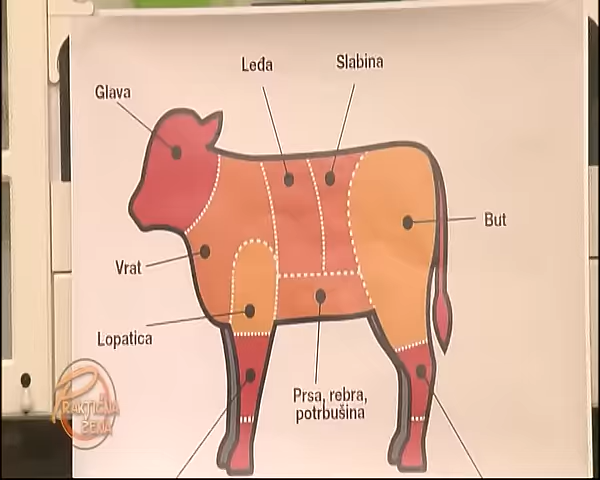 Leđa
Slabina
Glava
But
Vrat
Lopatica
Prsa, rebra,
potrbušina
PRAKTIČNA
ŽENA